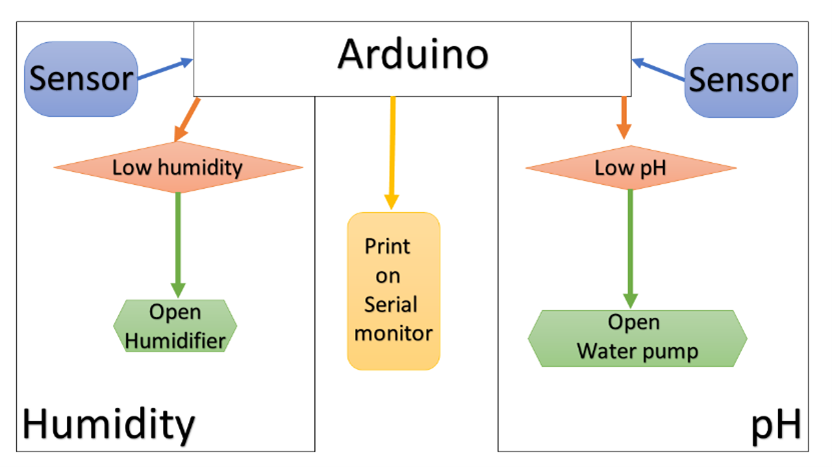 Arduino
Sensor
Sensor
Low humidity
Low pH
Print
on
Serial
monitor
Open
Humidifier
Open
Water pump
Humidity
pH